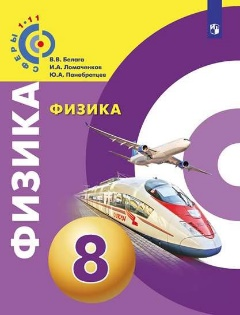 СФЕРЫ 1-11
В.В. Белага
И.А. Ломаченков
Ю.А. Панебратцев
ФИЗИКА
ФИЗИКА
8